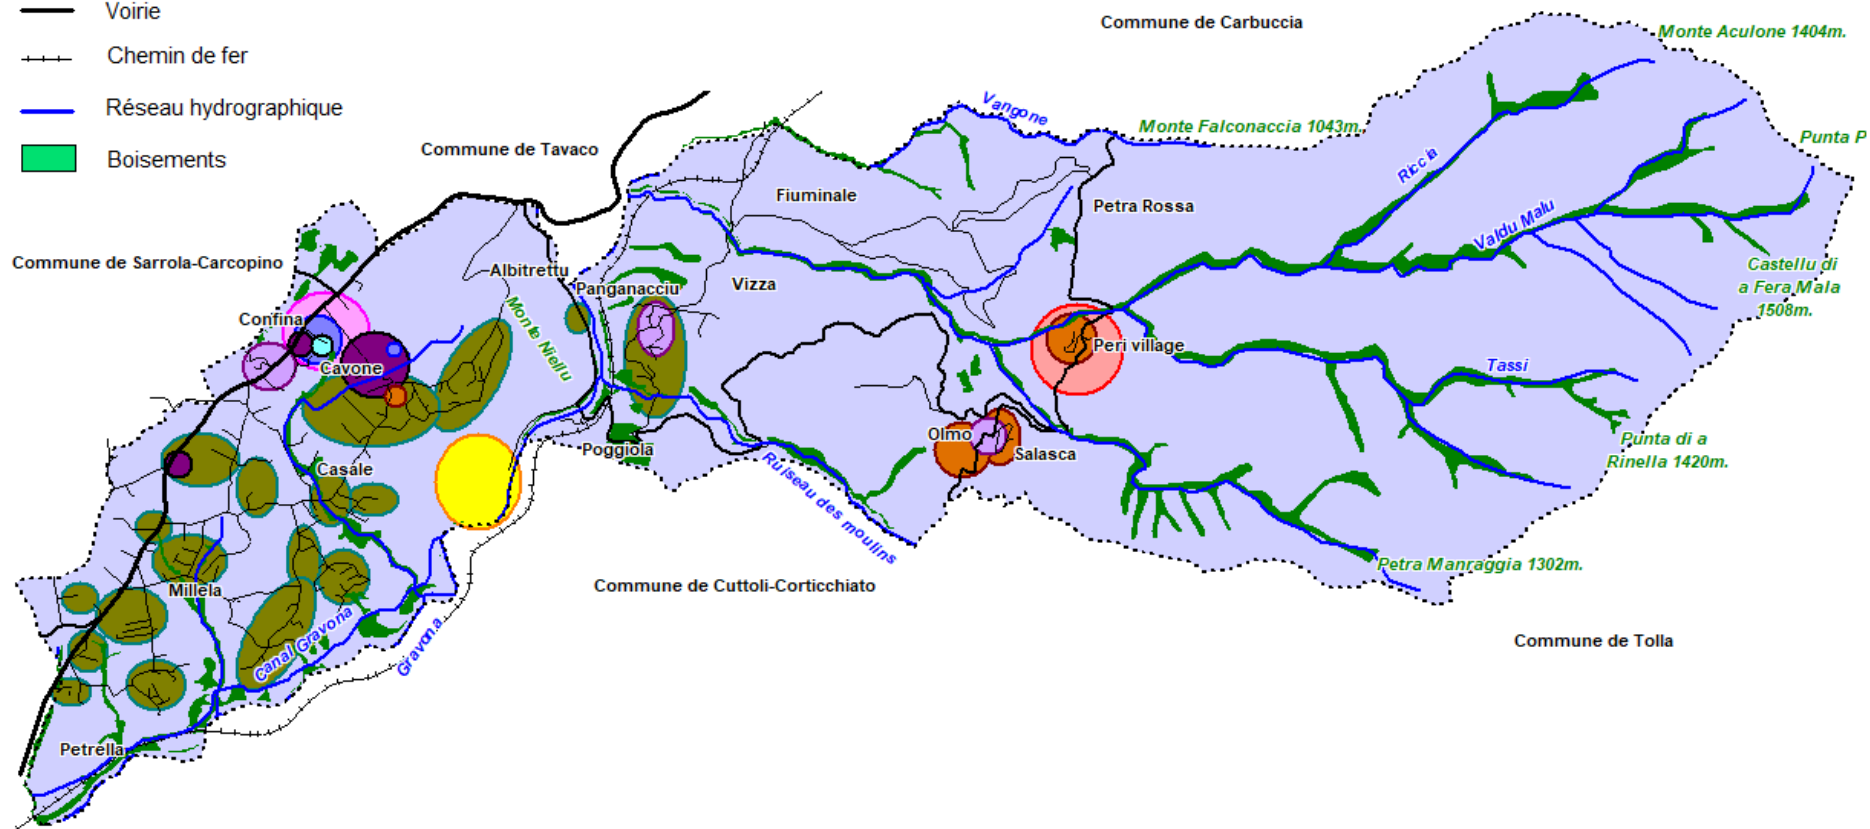 Voirie
Chemin de fer
Réseau hydrographique
Boisements
Commune de Carbuccia
Monte Aculone 1404m.
Vangone
Monte Falconaccia 1043m.
Punta P
Commune de Tavaco
Riccia
Fiuminale
Petra Rossa
Valdu Malu
Commune de Sarrola-Carcopino
Albitrettu
Panganacciu
Vizza
Castellu di
a Fera Mala
1508m.
Confina
Monte Niellu
Peri village
Cavone
Tassi
Olmo
Salasca
Poggiola
Punta di a
Rinella 1420m.
Casale
Ruiseau des moulins
Petra Manraggia 1302m.
Millela
Commune de Cuttoli-Corticchiato
Canal Gravona
Gravona
Commune de Tolla
Petrella